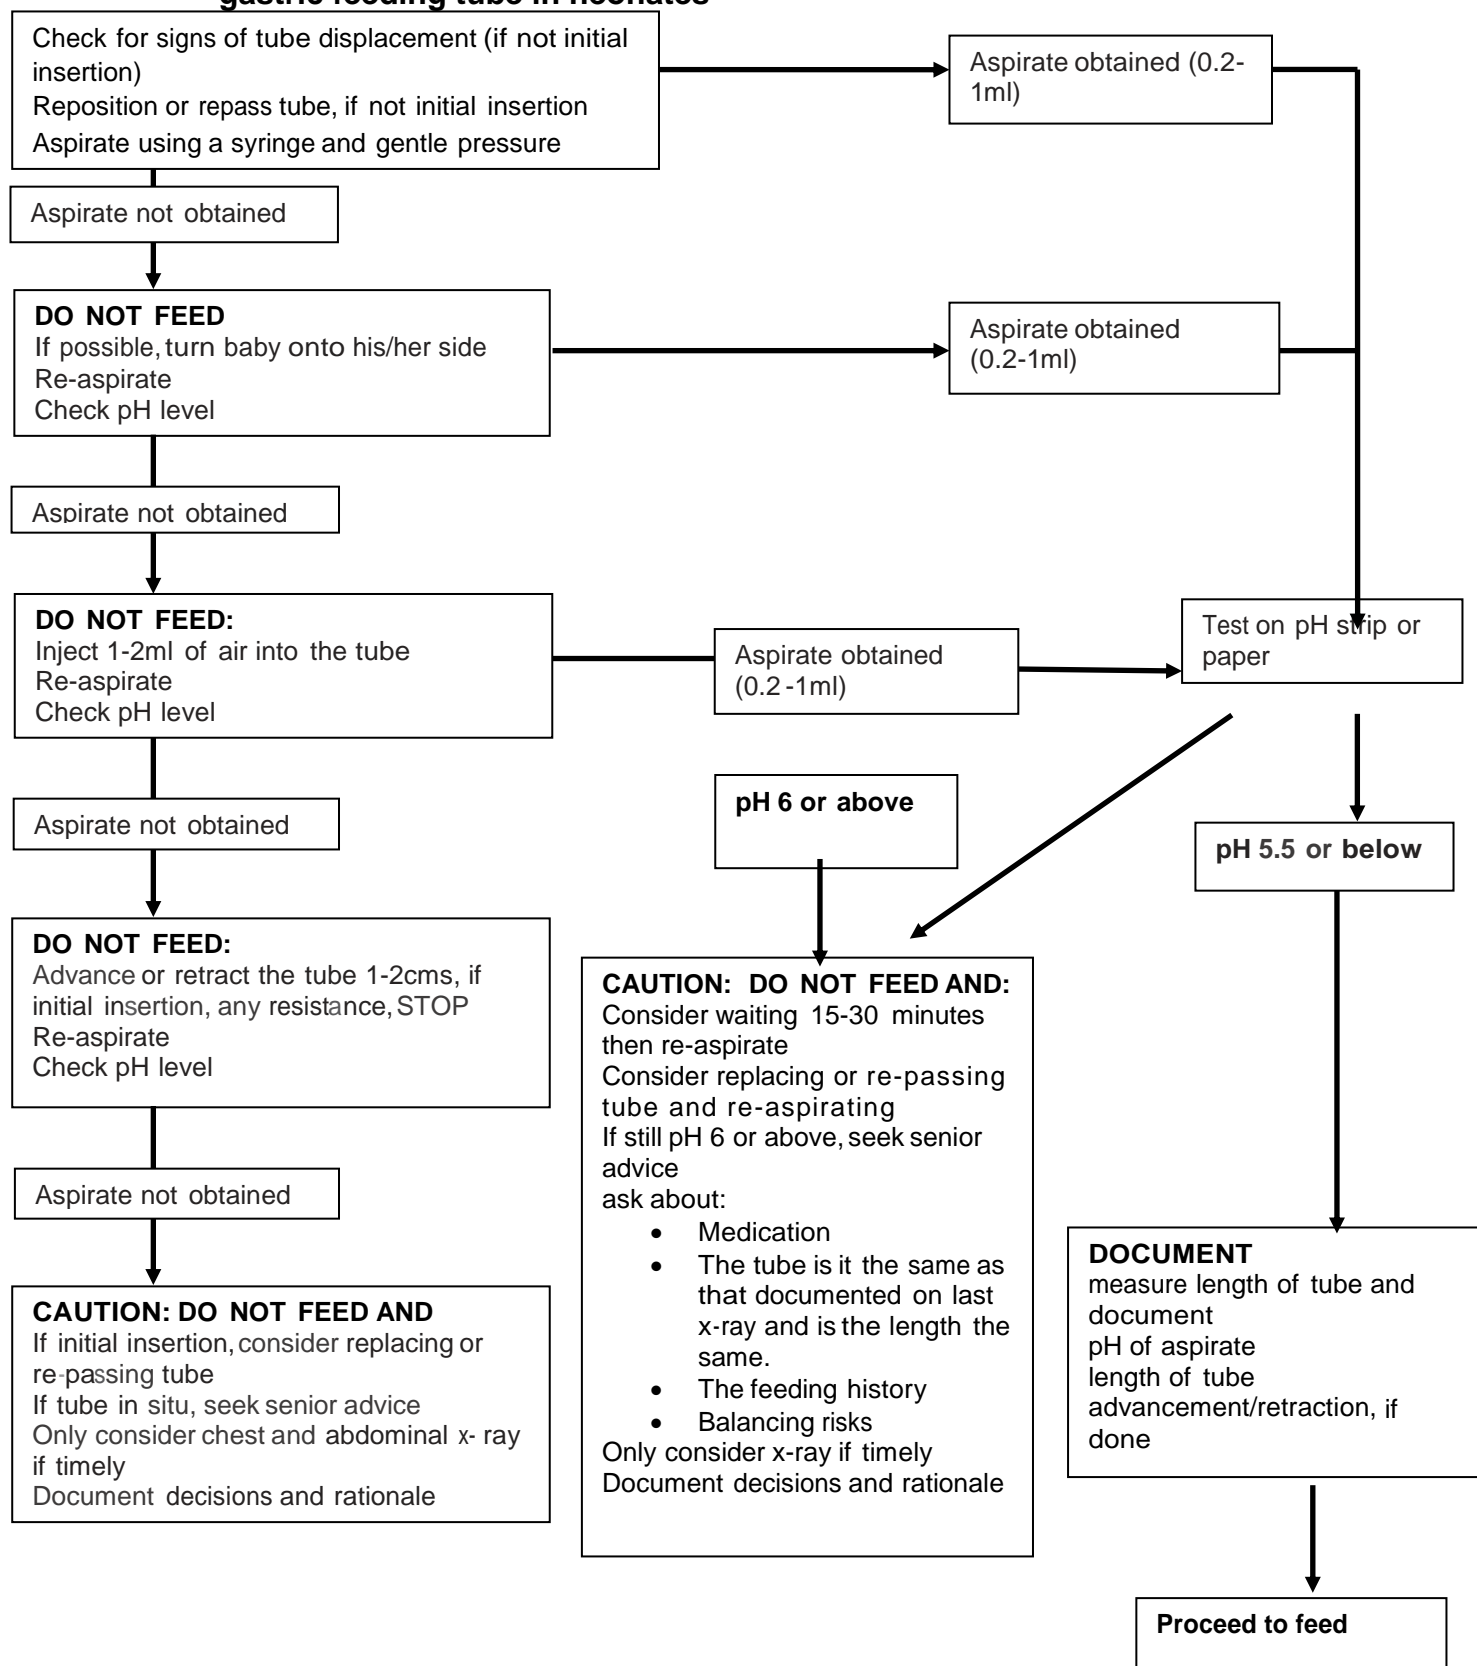 gastric feeding tube in neonates
Check for signs of tube displacement (if not initial
insertion)
Reposition or repass tube, if not initial insertion
Aspirate using a syringe and gentle pressure
Aspirate obtained (0.2-
1ml)
Aspirate not obtained
DO NOT FEED
If possible, turn baby onto his/her side
Re-aspirate
Check pH level
Aspirate obtained
(0.2-1ml)
Aspirate not obtained
DO NOT FEED:
Inject 1-2ml of air into the tube
Re-aspirate
Check pH level
Aspirate obtained
(0.2 -1ml)
Test on pH strip or
paper
Aspirate not obtained
pH 6 or above
pH 5.5 or below
DO NOT FEED:
Advance or retract the tube 1-2cms, if
initial insertion, any resistance, STOP
Re-aspirate
Check pH level
Aspirate not obtained
CAUTION: DO NOT FEED AND
If initial insertion, consider replacing or
re-passing tube
If tube in situ, seek senior advice
Only consider chest and abdominal x- ray
if timely
Document decisions and rationale
CAUTION: DO NOT FEED AND:
Consider waiting 15-30 minutes
then re-aspirate
Consider replacing or re-passing
tube and re-aspirating
If still pH 6 or above, seek senior
advice
ask about:
• Medication
• The tube is it the same as
that documented on last
x-ray and is the length the
same.
• The feeding history
• Balancing risks
Only consider x-ray if timely
Document decisions and rationale
DOCUMENT
measure length of tube and
document
pH of aspirate
length of tube
advancement/retraction, if
done
Proceed to feed